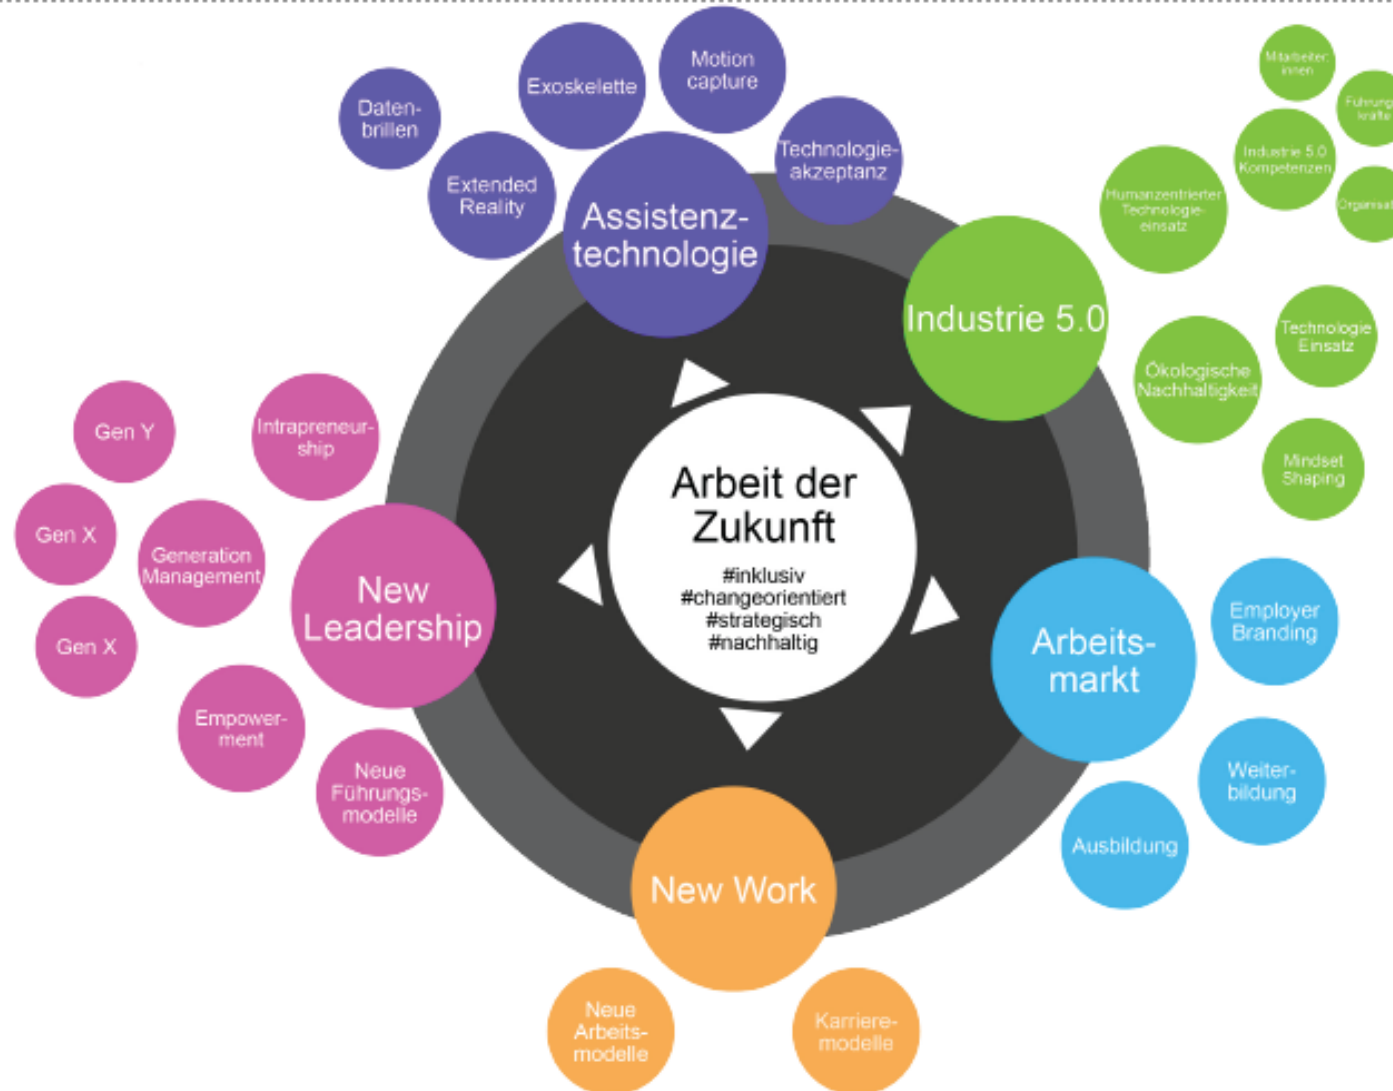 Motion
capture
Exoskelette
Daten-
brillen
Technologie-
akzeptanz
Extended
Reality
Assistenz-
technologie
Mitarbeiter:
innen
Industrie 5.0
Kompetenzen
Humanzentrierter
Technologie-
einsatz
Industrie 5.0
Technologie
Einsatz
Ökologische
Nachhaltigkeit
Mindset
Shaping
Arbeit der
Zukunft
#inklusiv
#changeorientiert
#strategisch
#nachhaltig
Gen Y
Intrapreneur-
ship
Gen X
Generation
Management
Gen X
New
Leadership
Empower-
ment
Neue
Führungs-
modelle
Arbeits-
markt
Employer
Branding
Weiter-
bildung
Ausbildung
New Work
Neue
Arbeits-
modelle
Karriere-
modelle